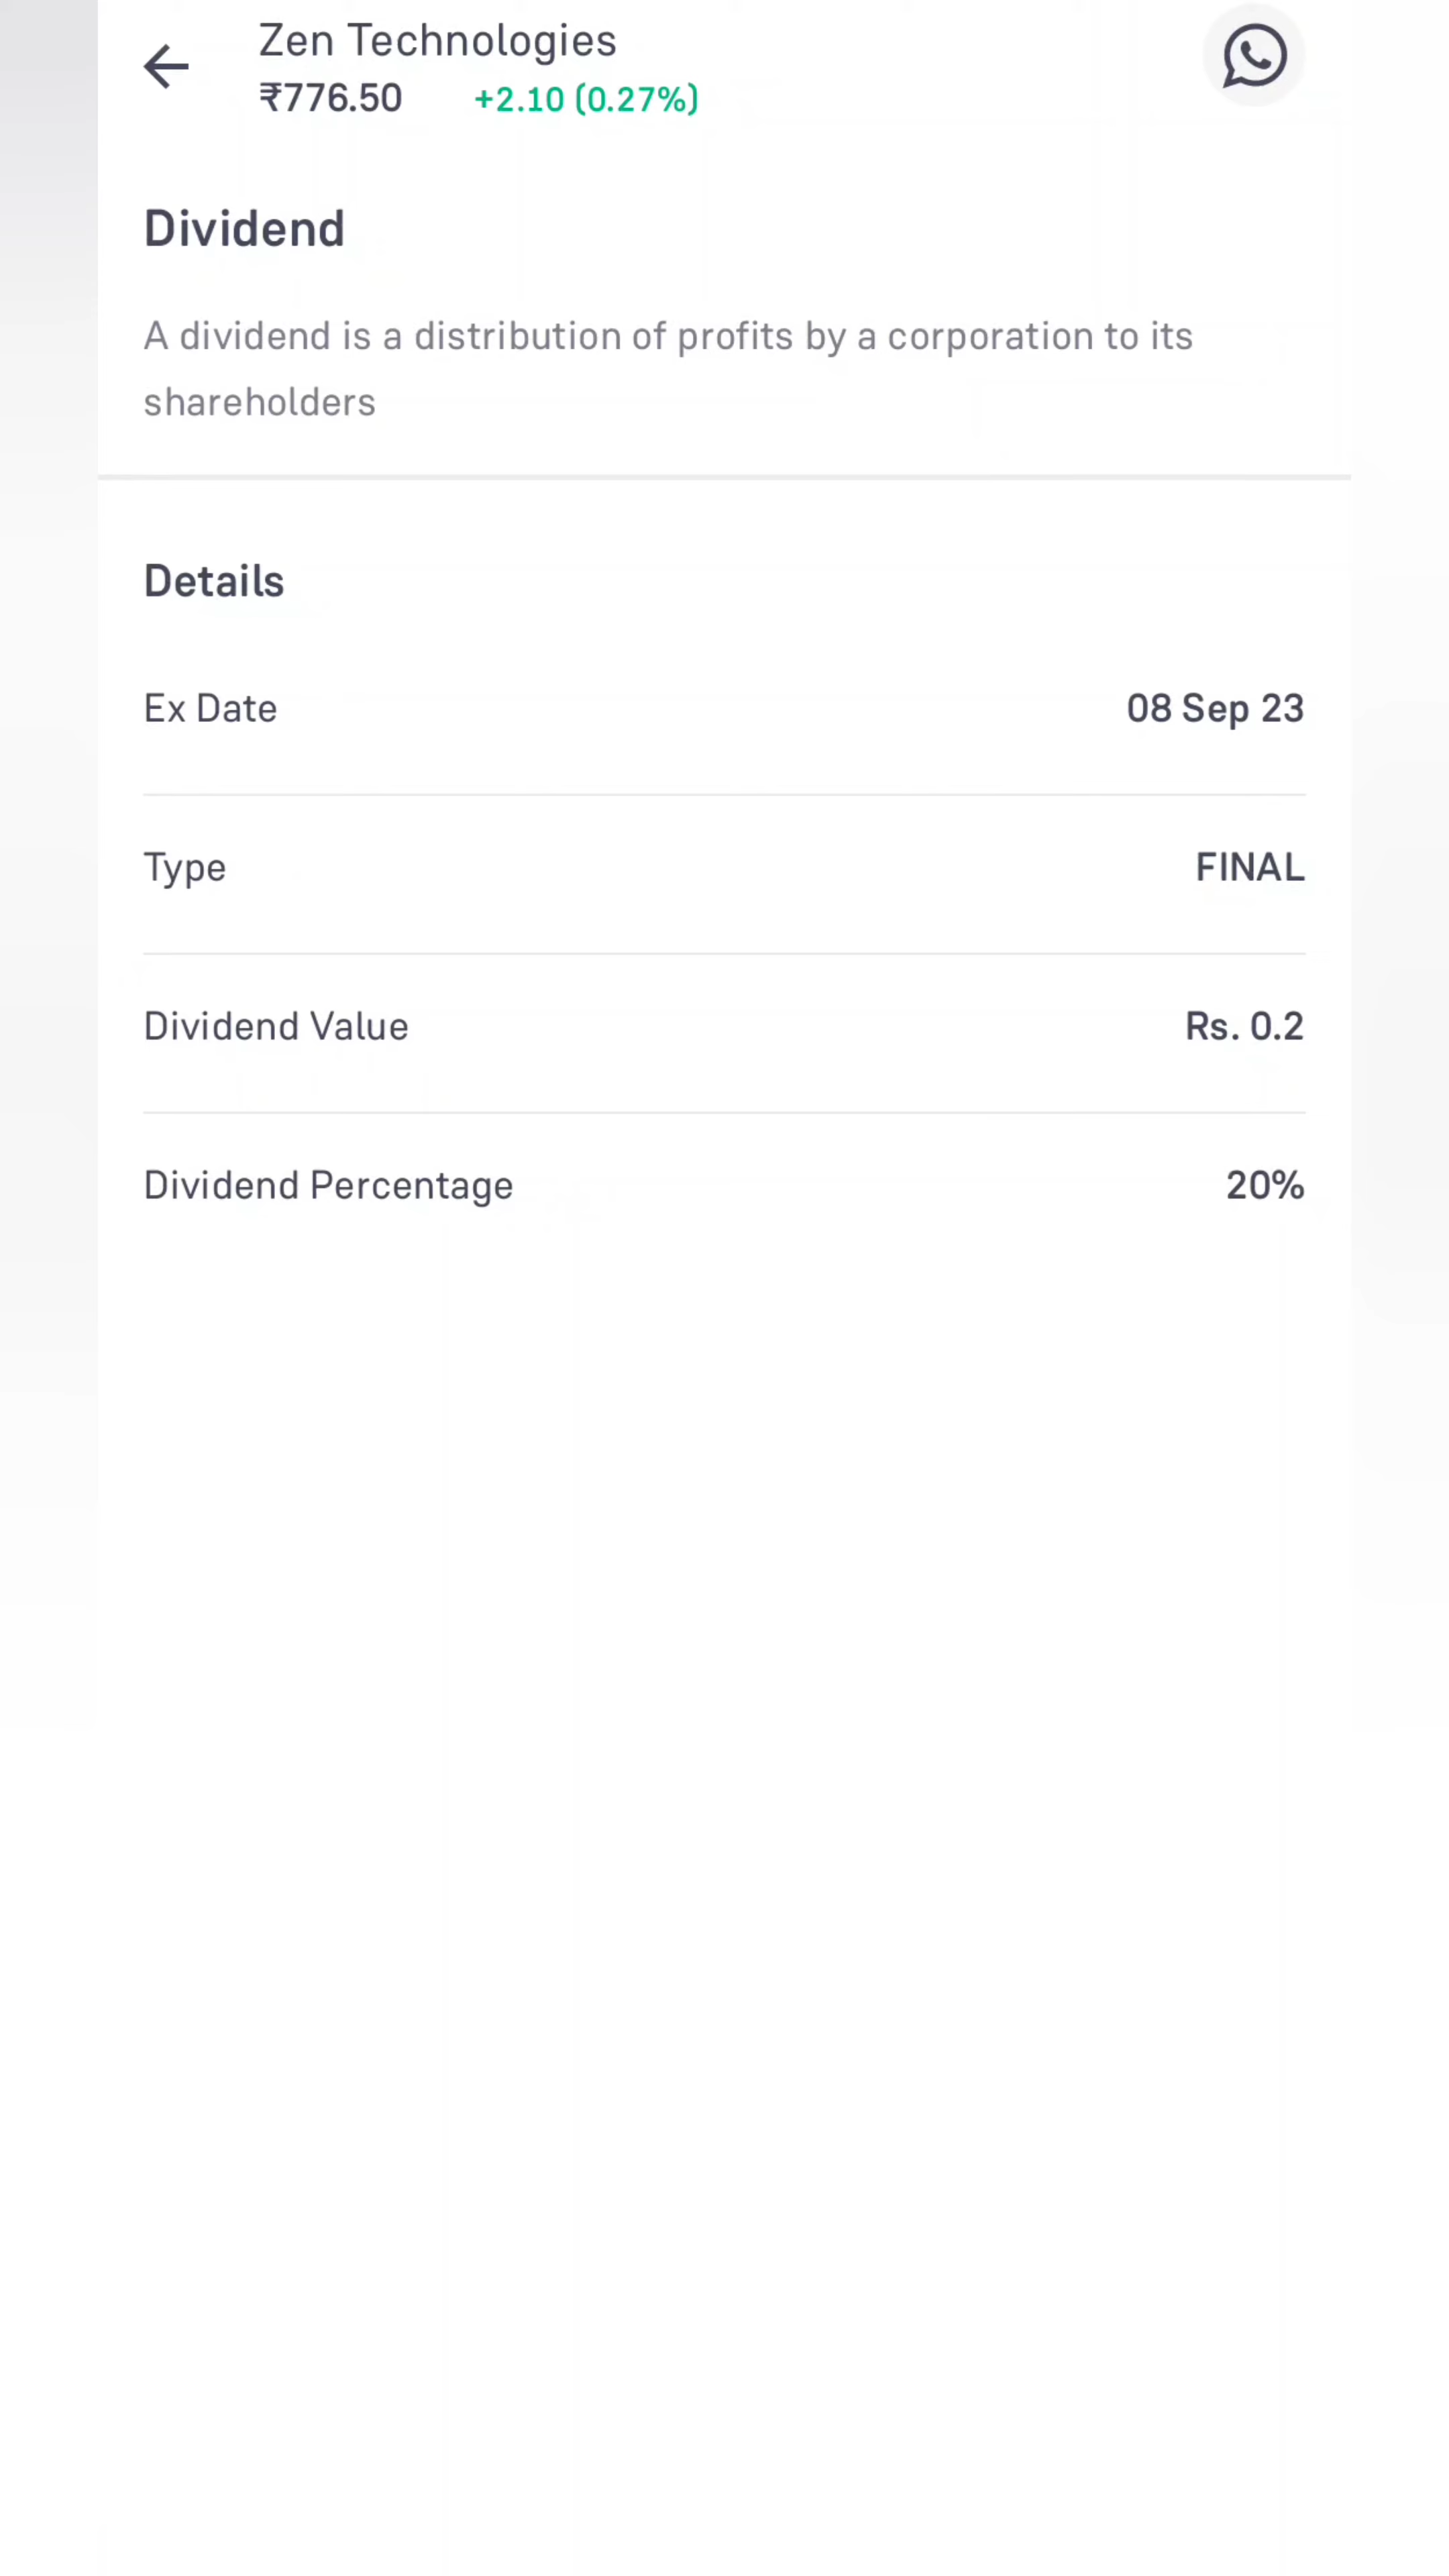 Zen Technologies
₹776.50 +2.10 (0.27%)
Dividend
A dividend is a distribution of profits by a corporation to its
shareholders
Details
Ex Date 08 Sep 23
Type FINAL
Dividend Value Rs. 0.2
Dividend Percentage 20%